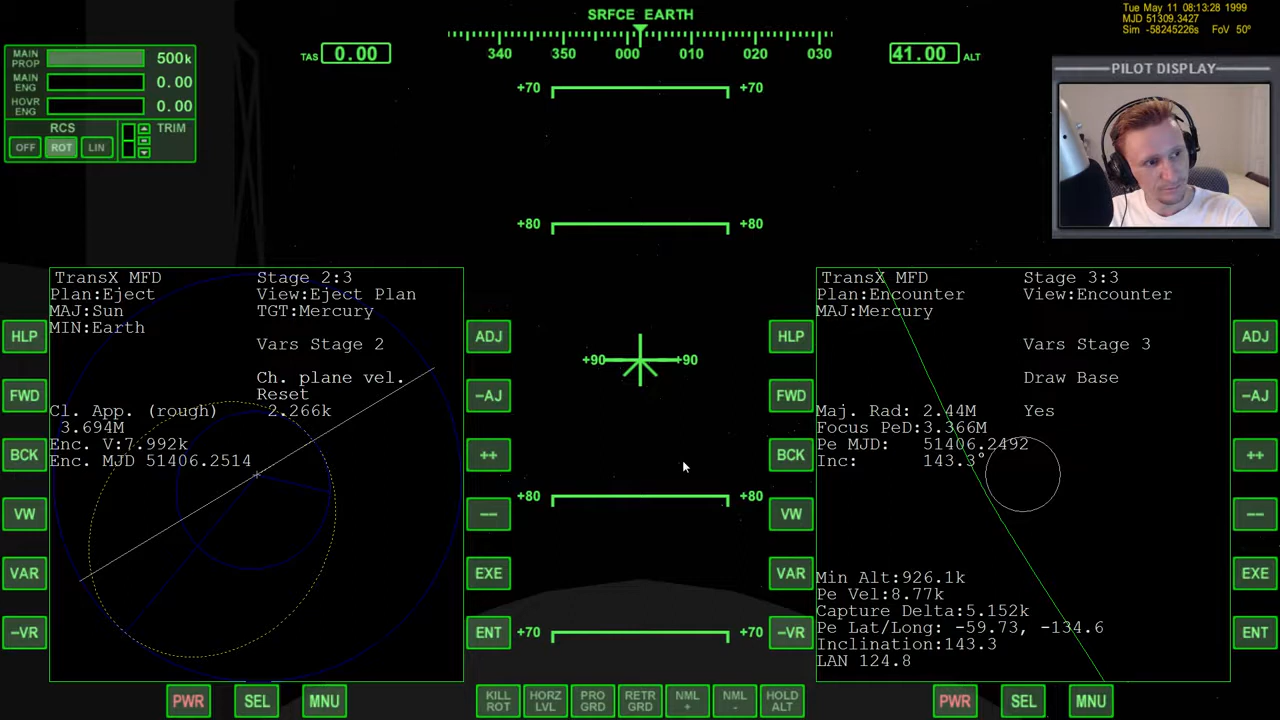 SRFCE EARTH
Tue May 11 08:13:28 1999
MJD 51309.3427
Sim -58245226s FoV 50°
MAIN PROP 500k
MAIN ENG 0.00
HOVR ENG 0.00
RCS TRIM
OFF ROT LIN
TAS 0.00
340 350 000 010 020 030
41.00 ALT
PILOT DISPLAY
+70 +70
+80 +80
+90 +90
+80 +80
+70 +70
TransX MFD Stage 2:3
Plan:Eject View:Eject Plan
MAJ:Sun TGT:Mercury
MIN:Earth
Vars Stage 2
Ch. plane vel.
Reset
Cl. App. (rough) 2.266k
3.694M
Enc. V:7.992k
Enc. MJD 51406.2514
HLP
FWD
BCK
VW
VAR
-VR
ADJ
-AJ
++
--
EXE
ENT
PWR SEL MNU
KILL ROT
HORZ LVL
PRO GRD
RETR GRD
NML +
NML -
HOLD ALT
TransX MFD Stage 3:3
Plan:Encounter View:Encounter
MAJ:Mercury
Vars Stage 3
Draw Base
Maj. Rad: 2.44M Yes
Focus PeD:3.366M
Pe MJD: 51406.2492
Inc: 143.3°
Min Alt:926.1k
Pe Vel:8.77k
Capture Delta:5.152k
Pe Lat/Long: -59.73, -134.6
Inclination:143.3
LAN 124.8
HLP
FWD
BCK
VW
VAR
-VR
ADJ
-AJ
++
--
EXE
ENT
PWR SEL MNU